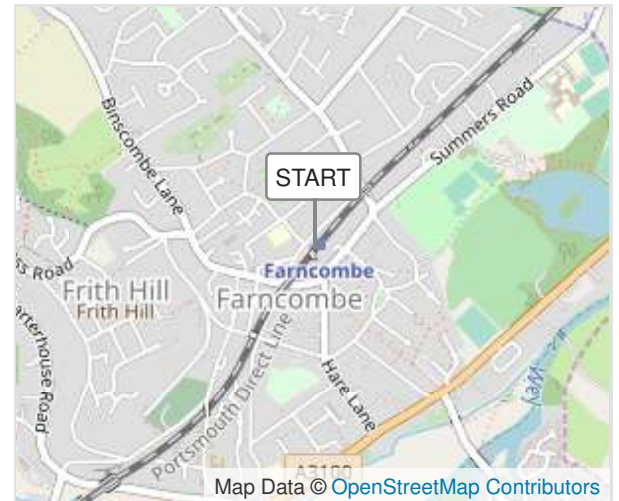 Binscombe Lane
Summers Road
START
Farncombe
ss Road
Frith Hill
Farncombe
Frith Hill
arterhouse Road
Portsmouth Direct Line
Hare Lane
Wey
A3100
Map Data © OpenStreetMap Contributors